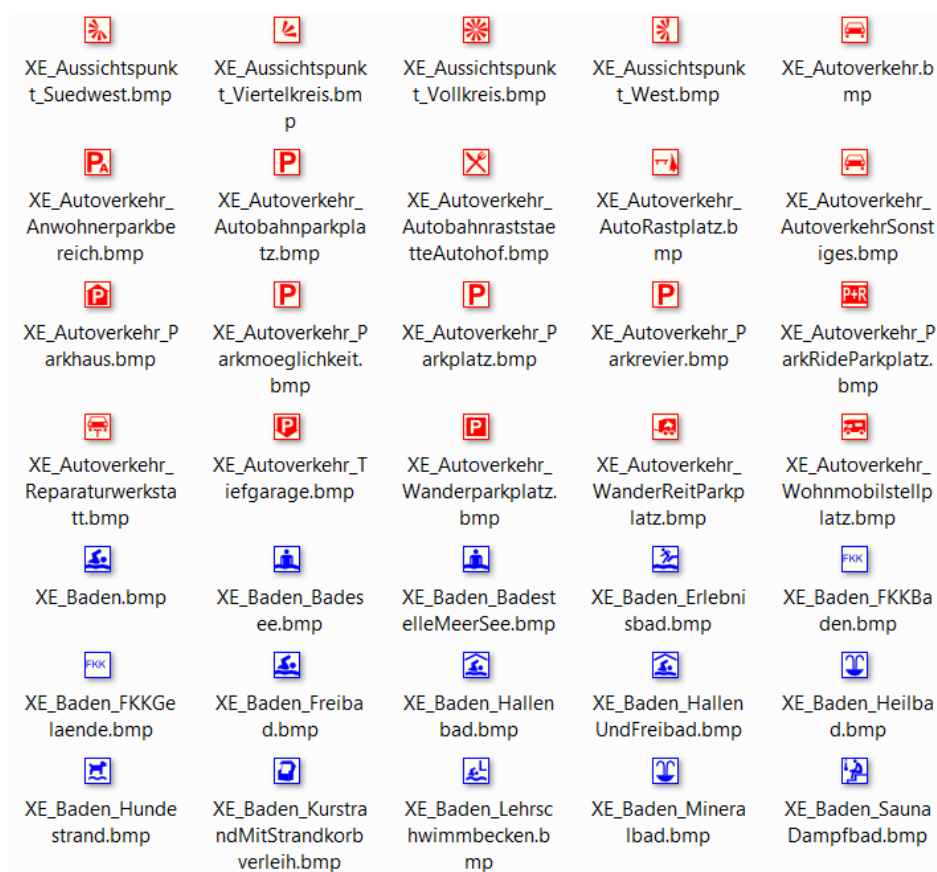 XE_Aussichtspunk
t_Suedwest.bmp
XE_Aussichtspunk
t_Viertelkreis.bm
p
XE_Aussichtspunk
t_Vollkreis.bmp
XE_Aussichtspunk
t_West.bmp
XE_Autoverkehr.b
mp
PA
XE_Autoverkehr_
Anwohnerparkbe
reich.bmp
P
XE_Autoverkehr_
Autobahnparkpla
tz.bmp
XE_Autoverkehr_
Autobahnraststae
tteAutohof.bmp
XE_Autoverkehr_
AutoRastplatz.b
mp
XE_Autoverkehr_
AutoverkehrSonst
iges.bmp
P
XE_Autoverkehr_P
arkhaus.bmp
P
XE_Autoverkehr_P
arkmoeglichkeit.
bmp
P
XE_Autoverkehr_P
arkplatz.bmp
P
XE_Autoverkehr_P
arkrevier.bmp
P+R
XE_Autoverkehr_P
arkRideParkplatz.
bmp
XE_Autoverkehr_
Reparaturwerksta
tt.bmp
P
XE_Autoverkehr_T
iefgarage.bmp
P
XE_Autoverkehr_
Wanderparkplatz.
bmp
XE_Autoverkehr_
WanderReitParkp
latz.bmp
XE_Autoverkehr_
Wohnmobilstellp
latz.bmp
XE_Baden.bmp
XE_Baden_Bades
ee.bmp
XE_Baden_Badest
elleMeerSee.bmp
XE_Baden_Erlebni
sbad.bmp
FKK
XE_Baden_FKKBa
den.bmp
FKK
XE_Baden_FKKGe
laende.bmp
XE_Baden_Freiba
d.bmp
XE_Baden_Hallen
bad.bmp
XE_Baden_Hallen
UndFreibad.bmp
XE_Baden_Heilba
d.bmp
XE_Baden_Hunde
strand.bmp
XE_Baden_Kurstra
ndMitStrandkorb
verleih.bmp
L
XE_Baden_Lehrsc
hwimmbecken.b
mp
XE_Baden_Minera
lbad.bmp
XE_Baden_Sauna
Dampfbad.bmp